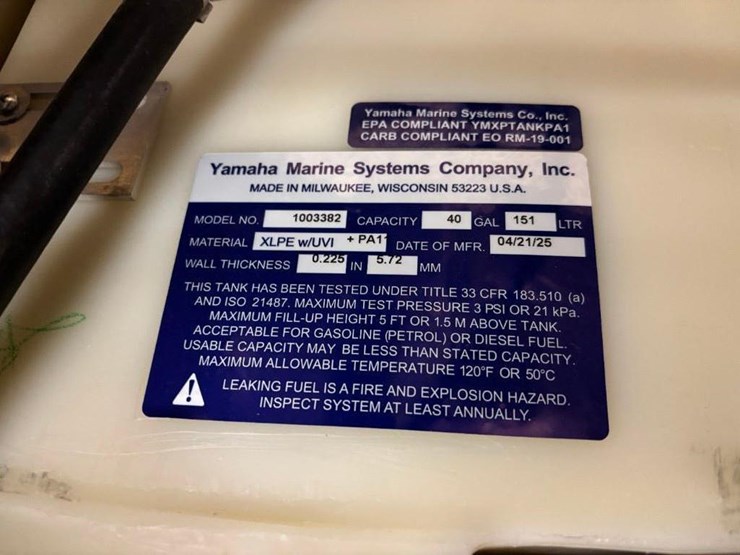 Yamaha Marine Systems Co., Inc.
EPA COMPLIANT YMXPTANKPA1
CARB COMPLIANT EO RM-19-001
Yamaha Marine Systems Company, Inc.
MADE IN MILWAUKEE, WISCONSIN 53223 U.S.A.
MODEL NO. 1003382 CAPACITY 40 GAL 151 LTR
MATERIAL XLPE w/UVI + PA11 DATE OF MFR. 04/21/25
WALL THICKNESS 0.225 IN 5.72 MM
THIS TANK HAS BEEN TESTED UNDER TITLE 33 CFR 183.510 (a)
AND ISO 21487. MAXIMUM TEST PRESSURE 3 PSI OR 21 kPa.
MAXIMUM FILL-UP HEIGHT 5 FT OR 1.5 M ABOVE TANK.
ACCEPTABLE FOR GASOLINE (PETROL) OR DIESEL FUEL.
USABLE CAPACITY MAY BE LESS THAN STATED CAPACITY.
MAXIMUM ALLOWABLE TEMPERATURE 120°F OR 50°C
LEAKING FUEL IS A FIRE AND EXPLOSION HAZARD.
INSPECT SYSTEM AT LEAST ANNUALLY.